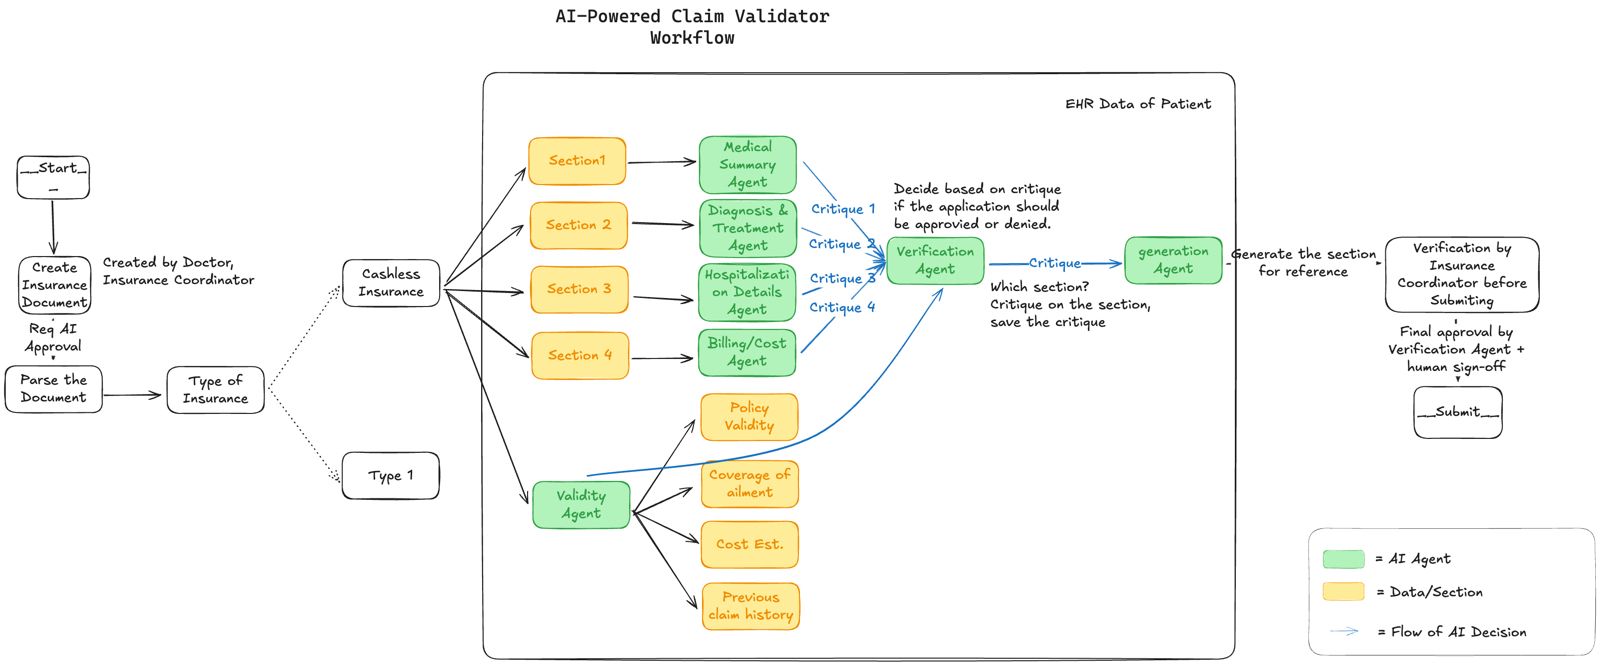 AI-Powered Claim Validator
Workflow
EHR Data of Patient
__Start_
_
Create
Insurance
Document
Created by Doctor,
Insurance Coordinator
Req AI
Approval
Parse the
Document
Type of
Insurance
Cashless
Insurance
Type 1
Section1
Section 2
Section 3
Section 4
Medical
Summary
Agent
Diagnosis &
Treatment
Agent
Hospitalizati
on Details
Agent
Billing/Cost
Agent
Critique 1
Critique 2
Critique 3
Critique 4
Validity
Agent
Policy
Validity
Coverage of
ailment
Cost Est.
Previous
claim history
Decide based on critique
if the application should
be approvied or denied.
Verification
Agent
Critique
Which section?
Critique on the section,
save the critique
generation
Agent
Generate the section
for reference
Verification by
Insurance
Coordinator before
Submiting
Final approval by
Verification Agent +
human sign-off
__Submit__
= AI Agent
= Data/Section
= Flow of AI Decision